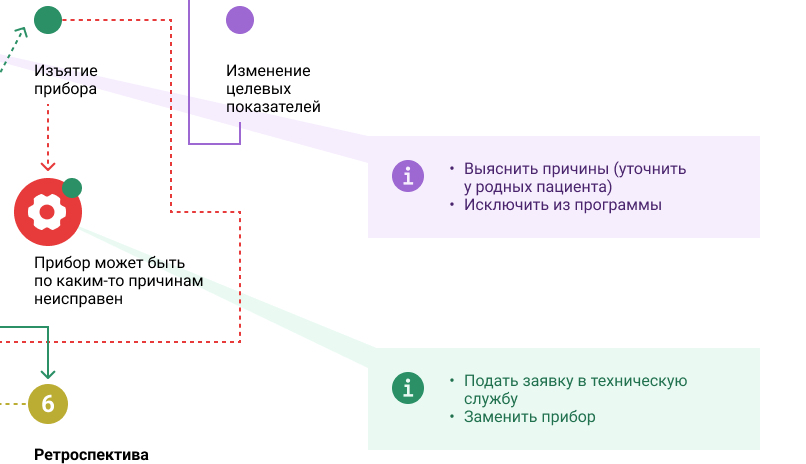 Изъятие
прибора
Изменение
целевых
показателей
i
• Выяснить причины (уточнить
у родных пациента)
• Исключить из программы
Прибор может быть
по каким-то причинам
неисправен
i
• Подать заявку в техническую
службу
• Заменить прибор
6
Ретроспектива